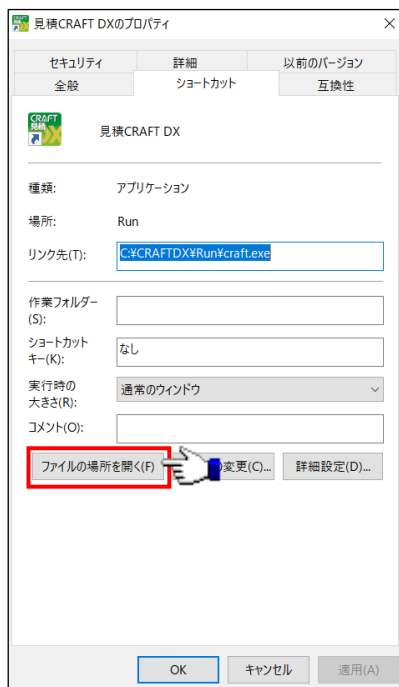 見積CRAFT DXのプロパティ
セキュリティ 詳細 以前のバージョン
全般 ショートカット 互換性
CRAFT
見積
DX
見積CRAFT DX
種類: アプリケーション
場所: Run
リンク先(T): C:¥CRAFTDX¥Run¥craft.exe
作業フォルダー
(S):
ショートカット
キー(K): なし
実行時の
大きさ(R): 通常のウィンドウ
コメント(O):
ファイルの場所を開く(F) 変更(C)... 詳細設定(D)...
OK キャンセル 適用(A)